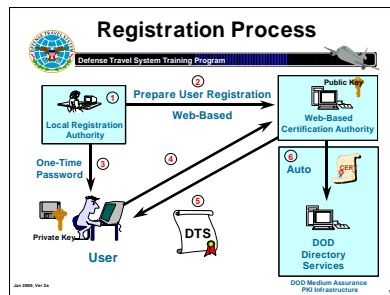 Registration Process
Defense Travel System Training Program
Public Key
1
2
Prepare User Registration
Web-Based
Local Registration
Authority
Web-Based
Certification Authority
One-Time
Password
3
4
5
6
Auto
CERT
DTS
Private Key
User
DOD
Directory
Services
Jan 2000, Ver 2a
DOD Medium Assurance
PKI Infrastructure